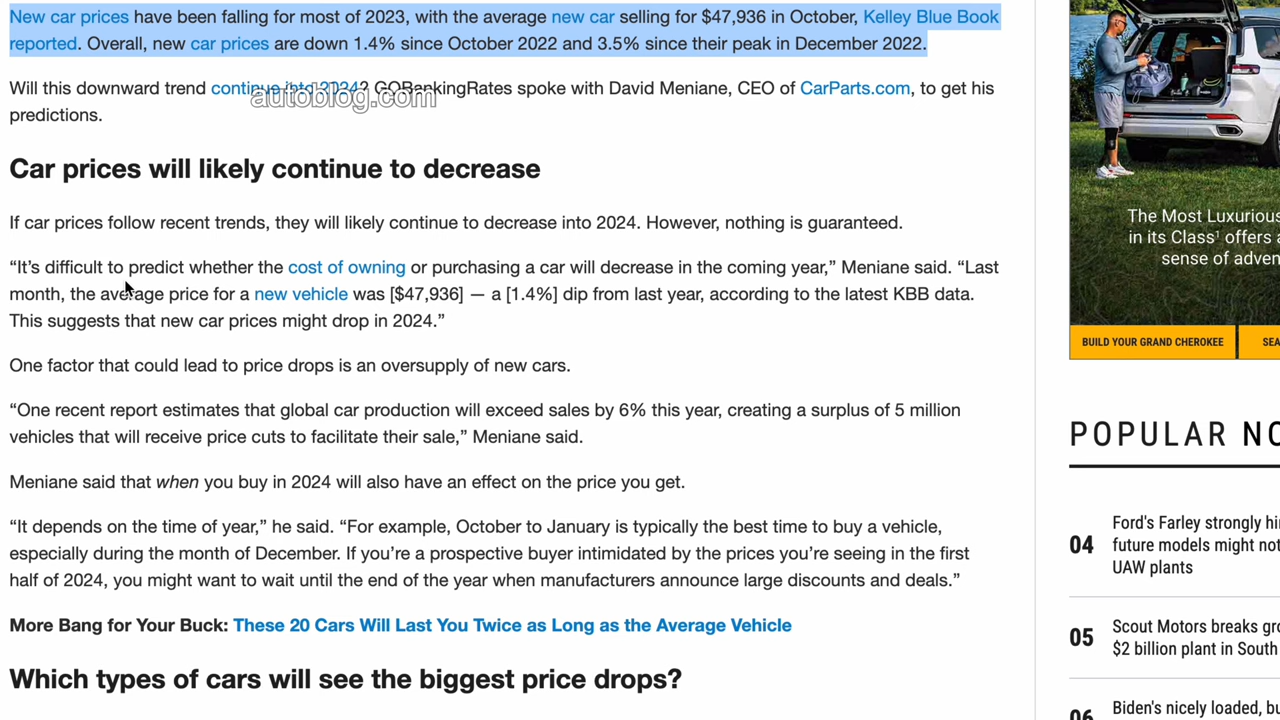 New car prices have been falling for most of 2023, with the average new car selling for $47,936 in October, Kelley Blue Book
reported. Overall, new car prices are down 1.4% since October 2022 and 3.5% since their peak in December 2022.
Will this downward trend continue into 2024? GOBankingRates spoke with David Meniane, CEO of CarParts.com, to get his
autoblog.com
predictions.
Car prices will likely continue to decrease
If car prices follow recent trends, they will likely continue to decrease into 2024. However, nothing is guaranteed.
“It’s difficult to predict whether the cost of owning or purchasing a car will decrease in the coming year,” Meniane said. “Last
month, the average price for a new vehicle was [$47,936] — a [1.4%] dip from last year, according to the latest KBB data.
This suggests that new car prices might drop in 2024.”
One factor that could lead to price drops is an oversupply of new cars.
“One recent report estimates that global car production will exceed sales by 6% this year, creating a surplus of 5 million
vehicles that will receive price cuts to facilitate their sale,” Meniane said.
Meniane said that when you buy in 2024 will also have an effect on the price you get.
“It depends on the time of year,” he said. “For example, October to January is typically the best time to buy a vehicle,
especially during the month of December. If you’re a prospective buyer intimidated by the prices you’re seeing in the first
half of 2024, you might want to wait until the end of the year when manufacturers announce large discounts and deals.”
More Bang for Your Buck: These 20 Cars Will Last You Twice as Long as the Average Vehicle
Which types of cars will see the biggest price drops?
The Most Luxurious
in its Class¹ offers a
sense of adven
BUILD YOUR GRAND CHEROKEE
SEA
POPULAR NO
04
Ford's Farley strongly hi
future models might not
UAW plants
05
Scout Motors breaks gro
$2 billion plant in South
06
Biden's nicely loaded, bu